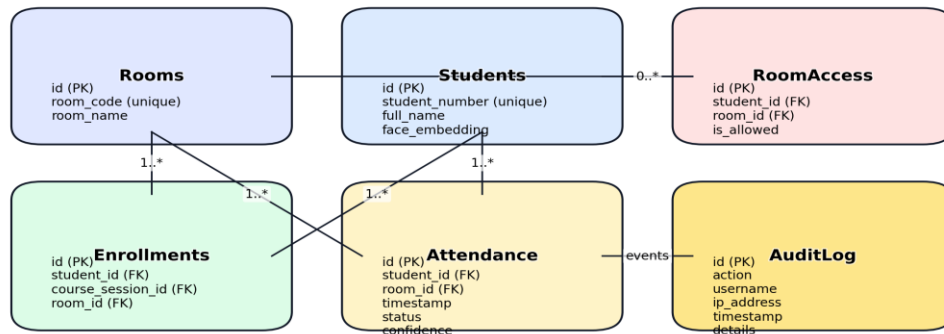 Rooms
id (PK)
room_code (unique)
room_name
Students
id (PK)
student_number (unique)
full_name
face_embedding
0..*
RoomAccess
id (PK)
student_id (FK)
room_id (FK)
is_allowed
1..*
1..*
1..*
1..*
Enrollments
id (PK)
student_id (FK)
course_session_id (FK)
room_id (FK)
Attendance
id (PK)
student_id (FK)
room_id (FK)
timestamp
status
confidence
events
AuditLog
id (PK)
action
username
ip_address
timestamp
details